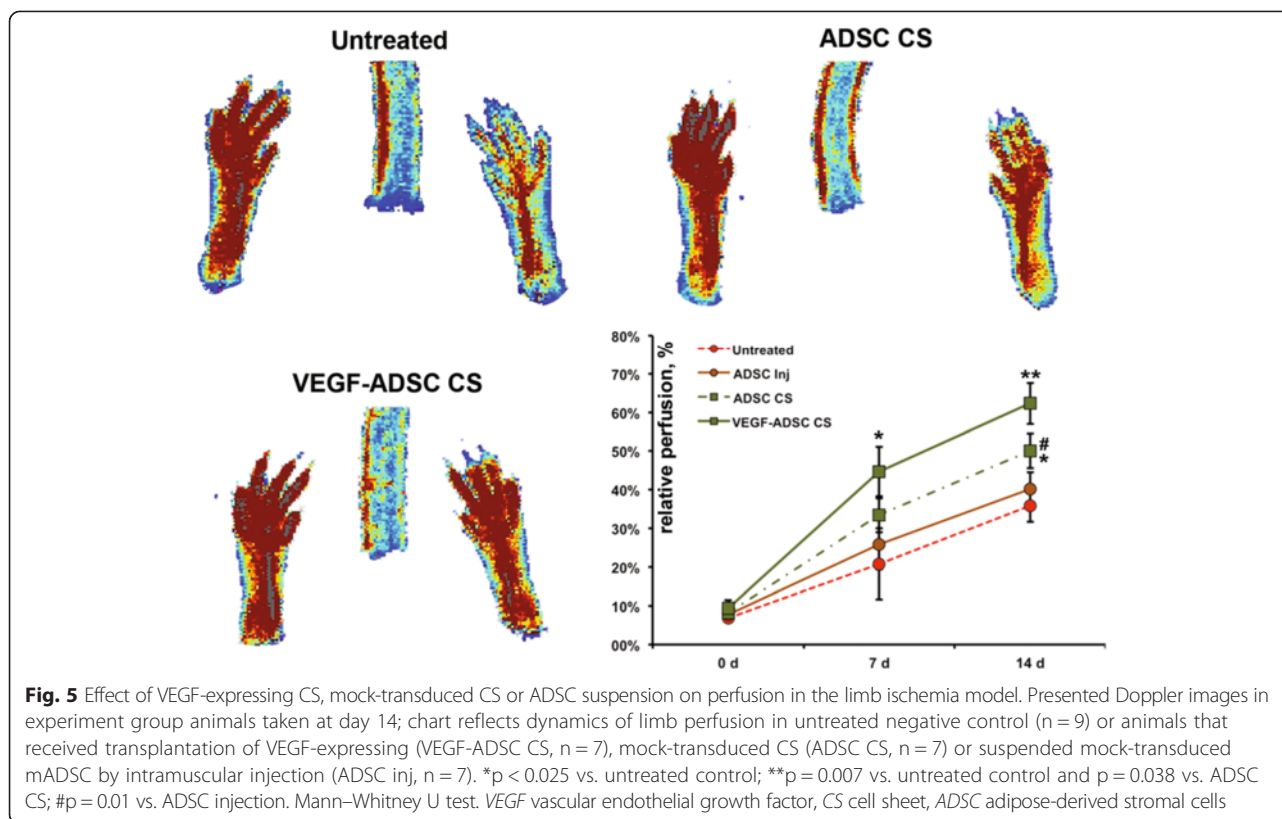 Untreated
ADSC CS
VEGF-ADSC CS
relative perfusion, %
80%
70%
60%
50%
40%
30%
20%
10%
00%
Untreated
ADSC Inj
ADSC CS
VEGF-ADSC CS
*
**
#
*
0 d 7 d 14 d
Fig. 5 Effect of VEGF-expressing CS, mock-transduced CS or ADSC suspension on perfusion in the limb ischemia model. Presented Doppler images in
experiment group animals taken at day 14; chart reflects dynamics of limb perfusion in untreated negative control (n = 9) or animals that
received transplantation of VEGF-expressing (VEGF-ADSC CS, n = 7), mock-transduced CS (ADSC CS, n = 7) or suspended mock-transduced
mADSC by intramuscular injection (ADSC inj, n = 7). *p < 0.025 vs. untreated control; **p = 0.007 vs. untreated control and p = 0.038 vs. ADSC
CS; #p = 0.01 vs. ADSC injection. Mann–Whitney U test. VEGF vascular endothelial growth factor, CS cell sheet, ADSC adipose-derived stromal cells